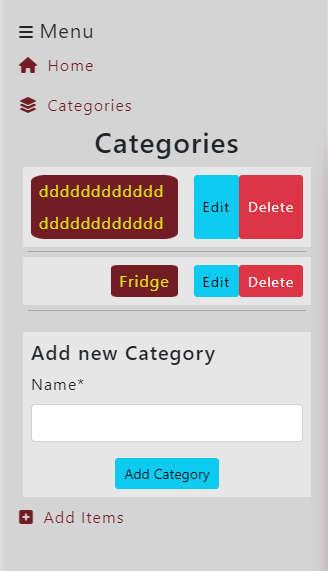 Menu
Home
Categories
Categories
dddddddddddd
dddddddddddd
Edit Delete
Fridge Edit Delete
Add new Category
Name*
Add Category
Add Items